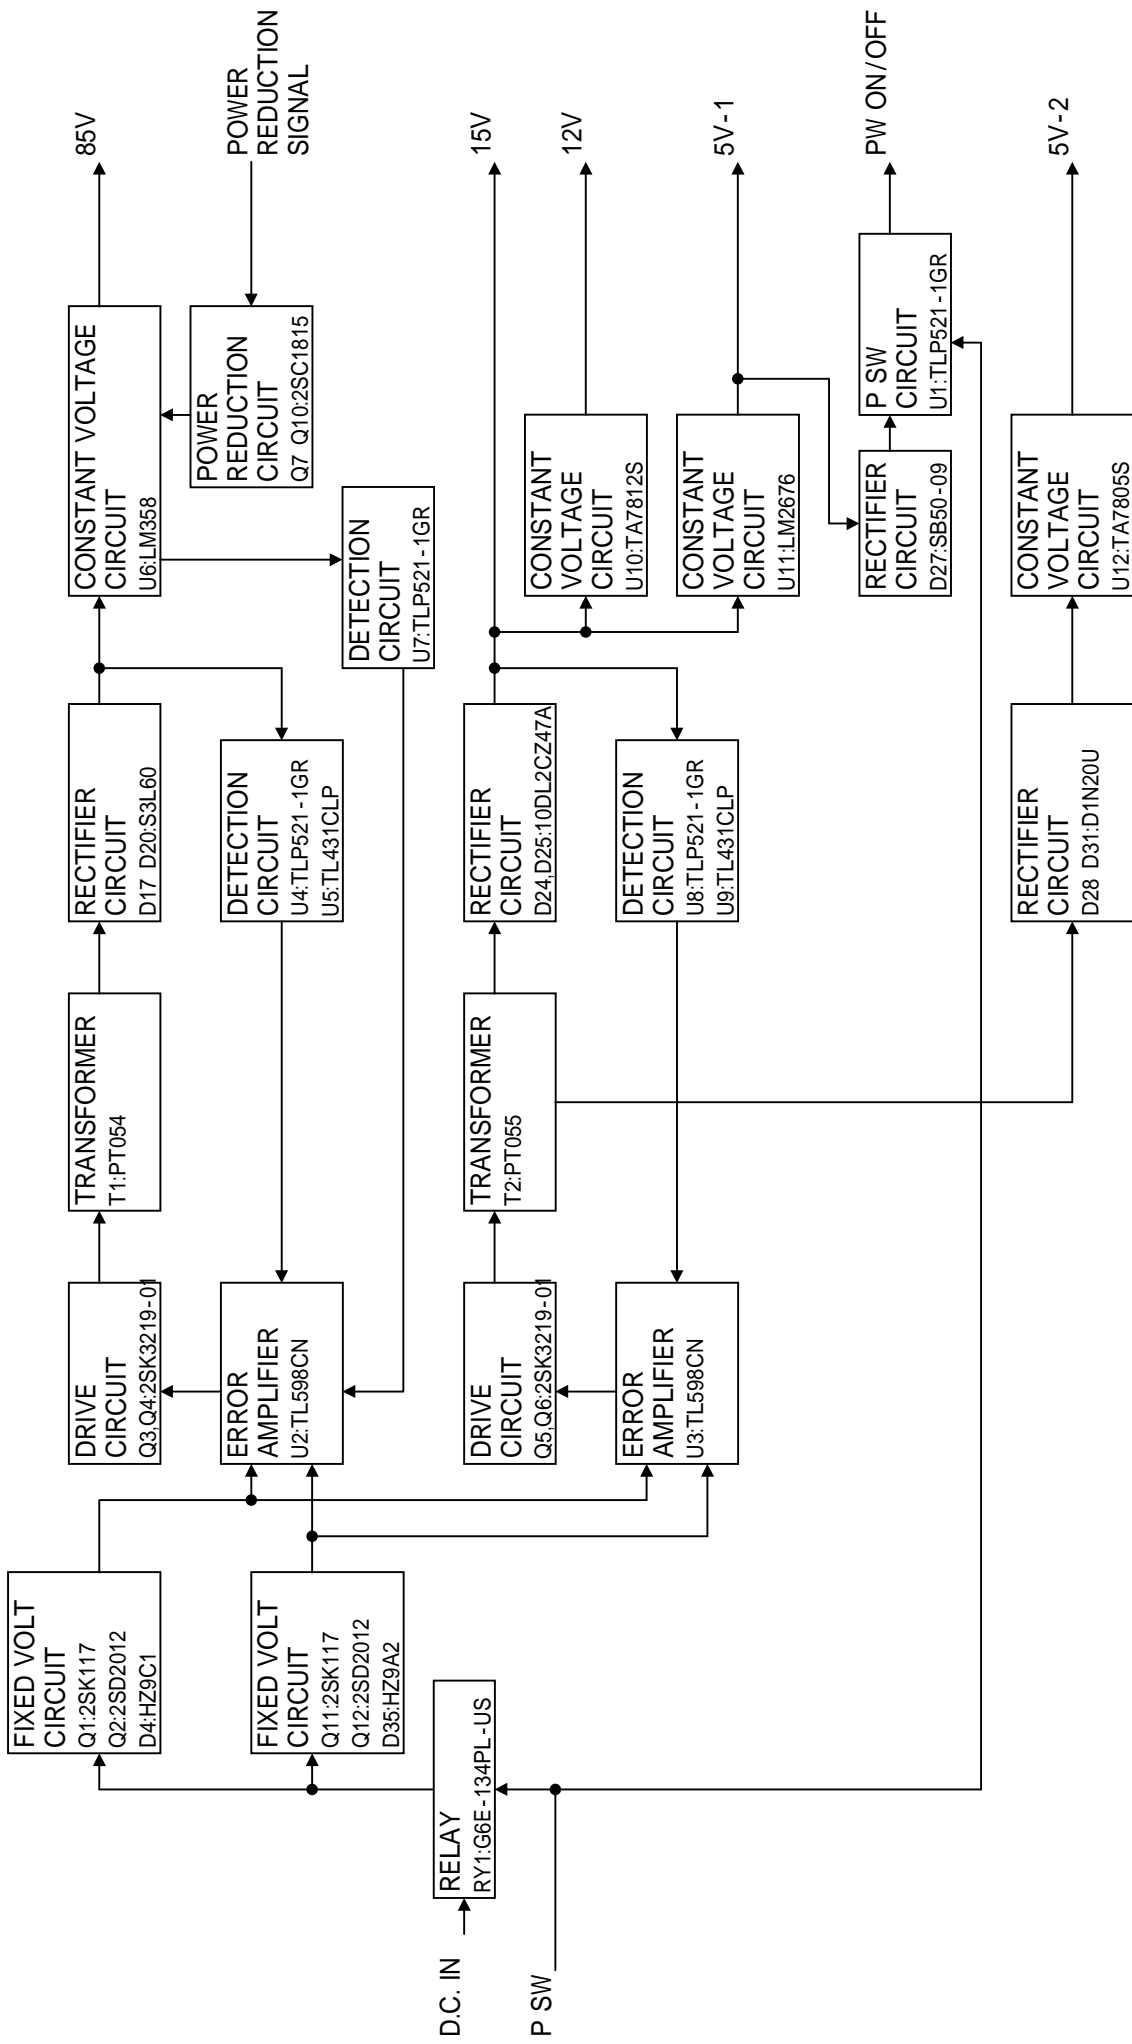 D.C. IN
P SW
RELAY
RY1:G6E-134PL-US
FIXED VOLT
CIRCUIT
Q1:2SK117
Q2:2SD2012
D4:HZ9C1
FIXED VOLT
CIRCUIT
Q11:2SK117
Q12:2SD2012
D35:HZ9A2
DRIVE
CIRCUIT
Q3,Q4:2SK3219-01
ERROR
AMPLIFIER
U2:TL598CN
DRIVE
CIRCUIT
Q5,Q6:2SK3219-01
ERROR
AMPLIFIER
U3:TL598CN
TRANSFORMER
T1:PT054
TRANSFORMER
T2:PT055
RECTIFIER
CIRCUIT
D17 D20:S3L60
DETECTION
CIRCUIT
U4:TLP521-1GR
U5:TL431CLP
RECTIFIER
CIRCUIT
D24,D25:10DL2CZ47A
DETECTION
CIRCUIT
U8:TLP521-1GR
U9:TL431CLP
RECTIFIER
CIRCUIT
D28 D31:D1N20U
CONSTANT VOLTAGE
CIRCUIT
U6:LM358
POWER
REDUCTION
CIRCUIT
Q7 Q10:2SC1815
DETECTION
CIRCUIT
U7:TLP521-1GR
CONSTANT
VOLTAGE
CIRCUIT
U10:TA7812S
CONSTANT
VOLTAGE
CIRCUIT
U11:LM2676
RECTIFIER
CIRCUIT
D27:SB50-09
P SW
CIRCUIT
U1:TLP521-1GR
CONSTANT
VOLTAGE
CIRCUIT
U12:TA7805S
85V
POWER
REDUCTION
SIGNAL
15V
12V
5V-1
PW ON/OFF
5V-2